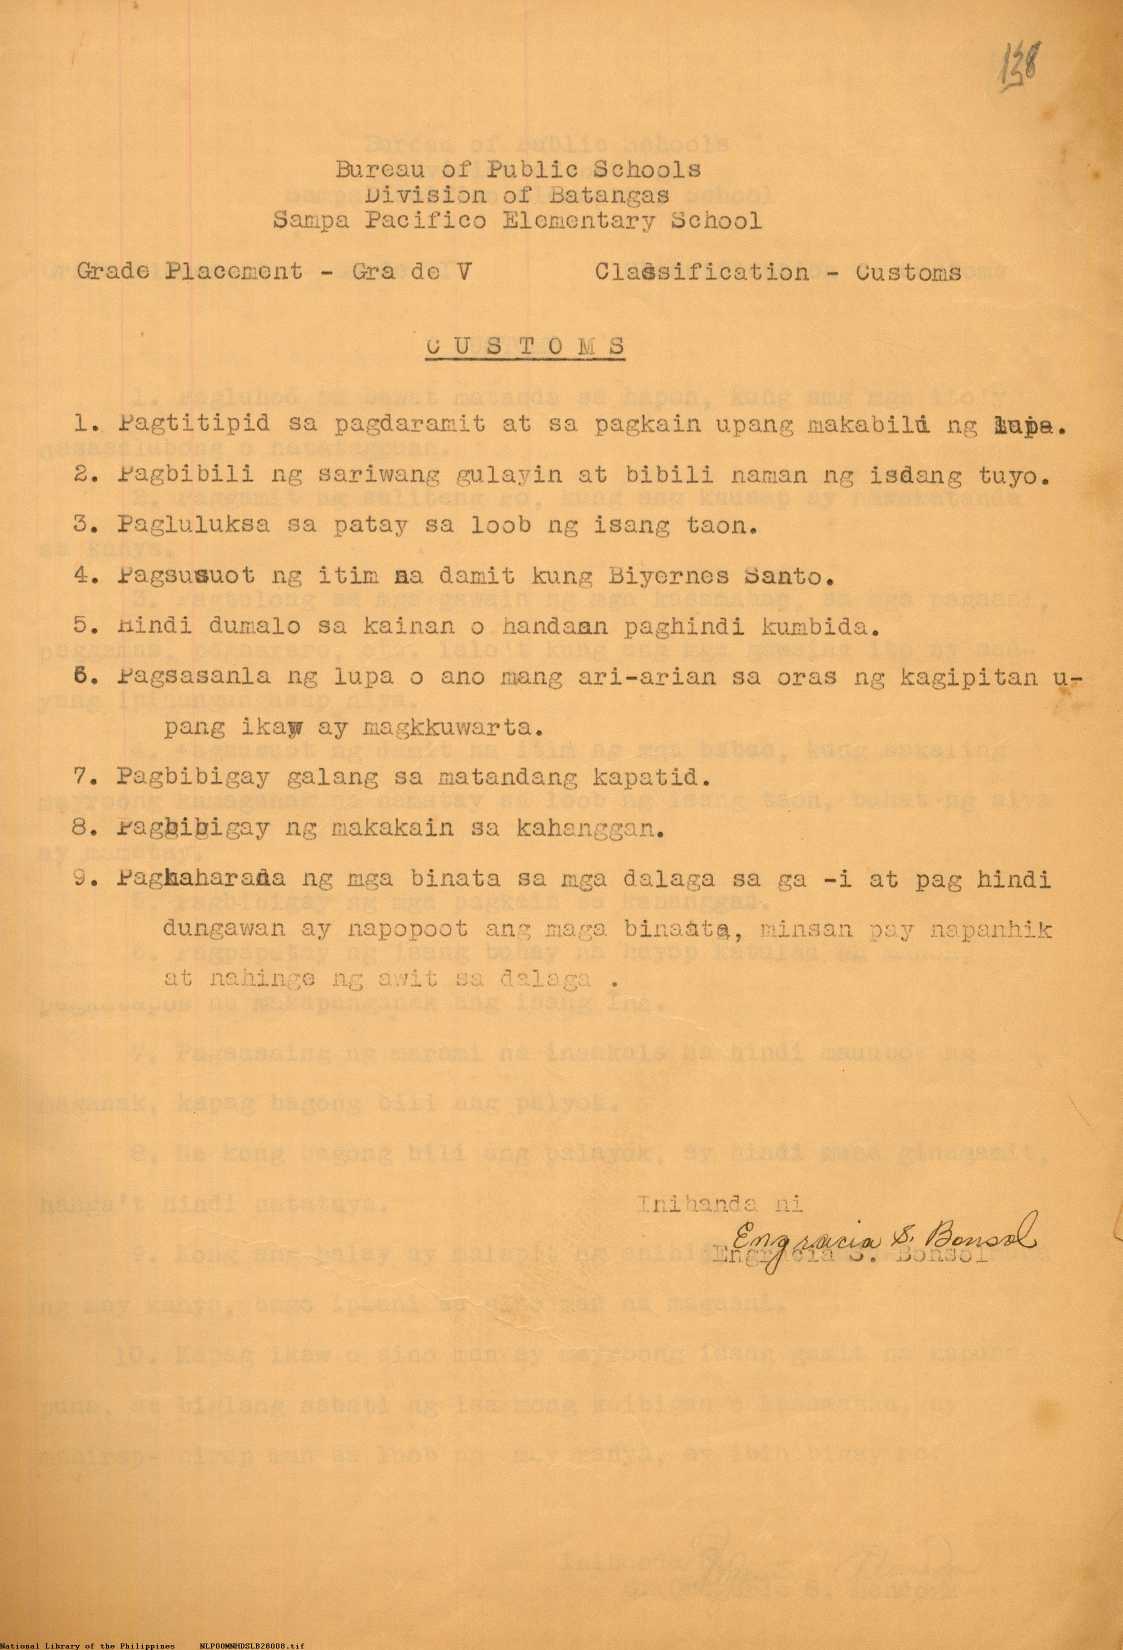 138
Bureau of Public Schools
Division of Batangas
Sampa Pacifico Elementary School
Grade Placement - Gra de V Classification - Customs
C U S T O M S
1. Pagtitipid sa pagdaramit at sa pagkain upang makabili ng lupa.
2. Pagbibili ng sariwang gulayin at bibili naman ng isdang tuyo.
3. Pagluluksa sa patay sa loob ng isang taon.
4. Pagsusuot ng itim na damit kung Biyernes Santo.
5. Hindi dumalo sa kainan o handaan paghindi kumbida.
6. Pagsasanla ng lupa o ano mang ari-arian sa oras ng kagipitan u-
pang ikaw ay magkkuwarta.
7. Pagbibigay galang sa matandang kapatid.
8. Pagbibigay ng makakain sa kahanggan.
9. Paghaharana ng mga binata sa mga dalaga sa ga -i at pag hindi
dungawan ay napopoot ang maga binaata, minsan pay napanhik
at nahinge ng awit sa dalaga .
Inihanda ni
Engracia S. Bonsol
Engracia S. Bonsol
National Library of the Philippines NLP00MNHDSLB26008.tif